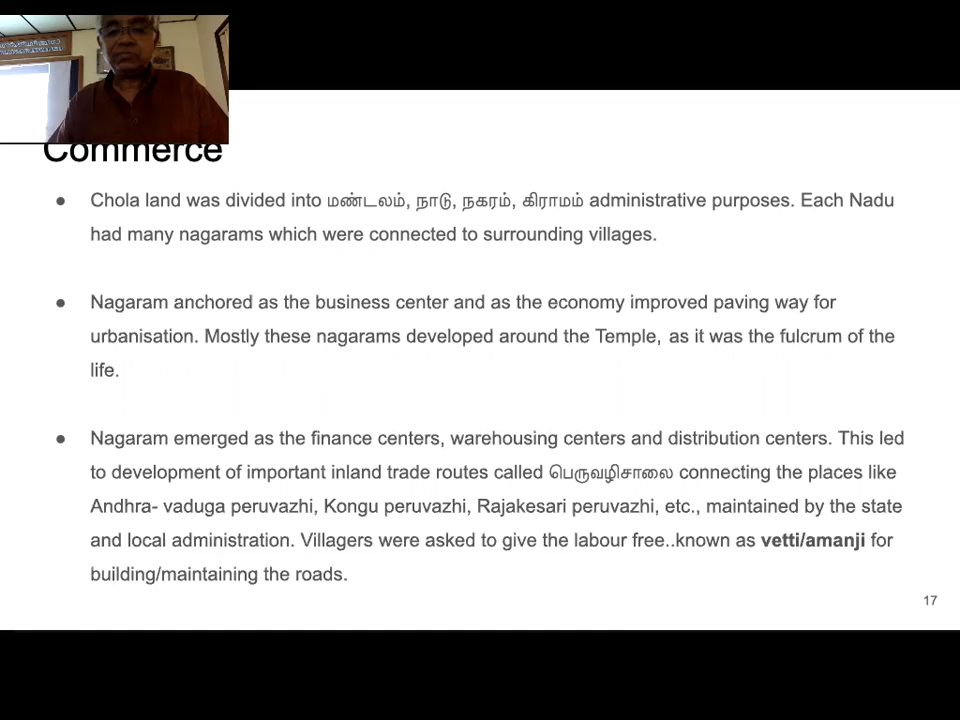 Commerce
● Chola land was divided into மண்டலம், நாடு, நகரம், கிராமம் administrative purposes. Each Nadu
had many nagarams which were connected to surrounding villages.
● Nagaram anchored as the business center and as the economy improved paving way for
urbanisation. Mostly these nagarams developed around the Temple, as it was the fulcrum of the
life.
● Nagaram emerged as the finance centers, warehousing centers and distribution centers. This led
to development of important inland trade routes called பெருவழிசாலை connecting the places like
Andhra- vaduga peruvazhi, Kongu peruvazhi, Rajakesari peruvazhi, etc., maintained by the state
and local administration. Villagers were asked to give the labour free..known as vetti/amanji for
building/maintaining the roads.
17